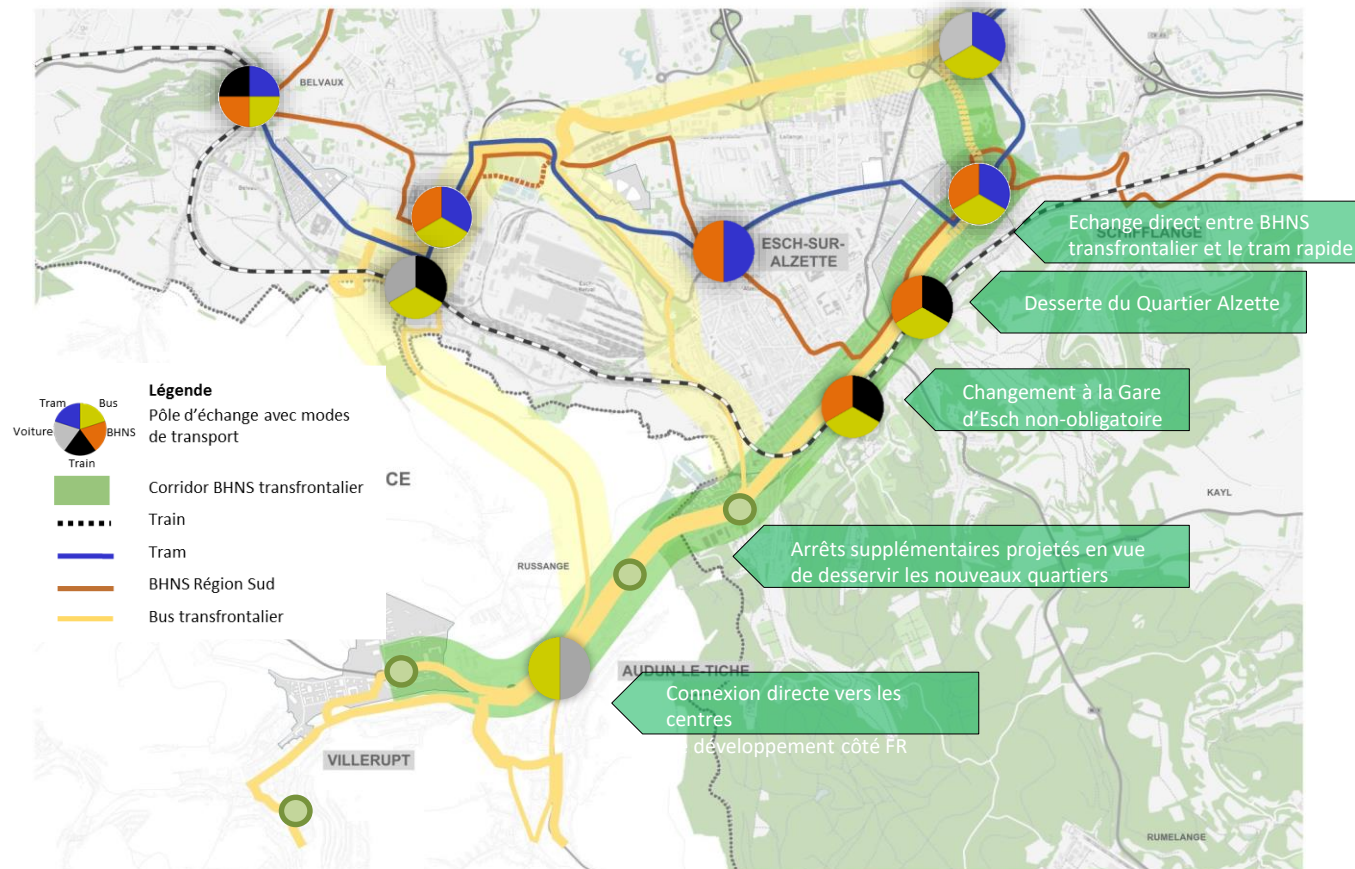 BELVAUX
ESCH-SUR-
ALZETTE
SCHIFFLANGE
Echange direct entre BHNS
transfrontalier et le tram rapide
Desserte du Quartier Alzette
Changement à la Gare
d'Esch non-obligatoire
Légende
Pôle d'échange avec modes
de transport
Tram
Bus
Voiture
BHNS
Train
Corridor BHNS transfrontalier
Train
Tram
BHNS Région Sud
Bus transfrontalier
CE
KAYL
RUSSANGE
Arrêts supplémentaires projetés en vue
de desservir les nouveaux quartiers
AUDUN-LE-TICHE
Connexion directe vers les
centres
développement côté FR
VILLERUPT
RUMELANGE